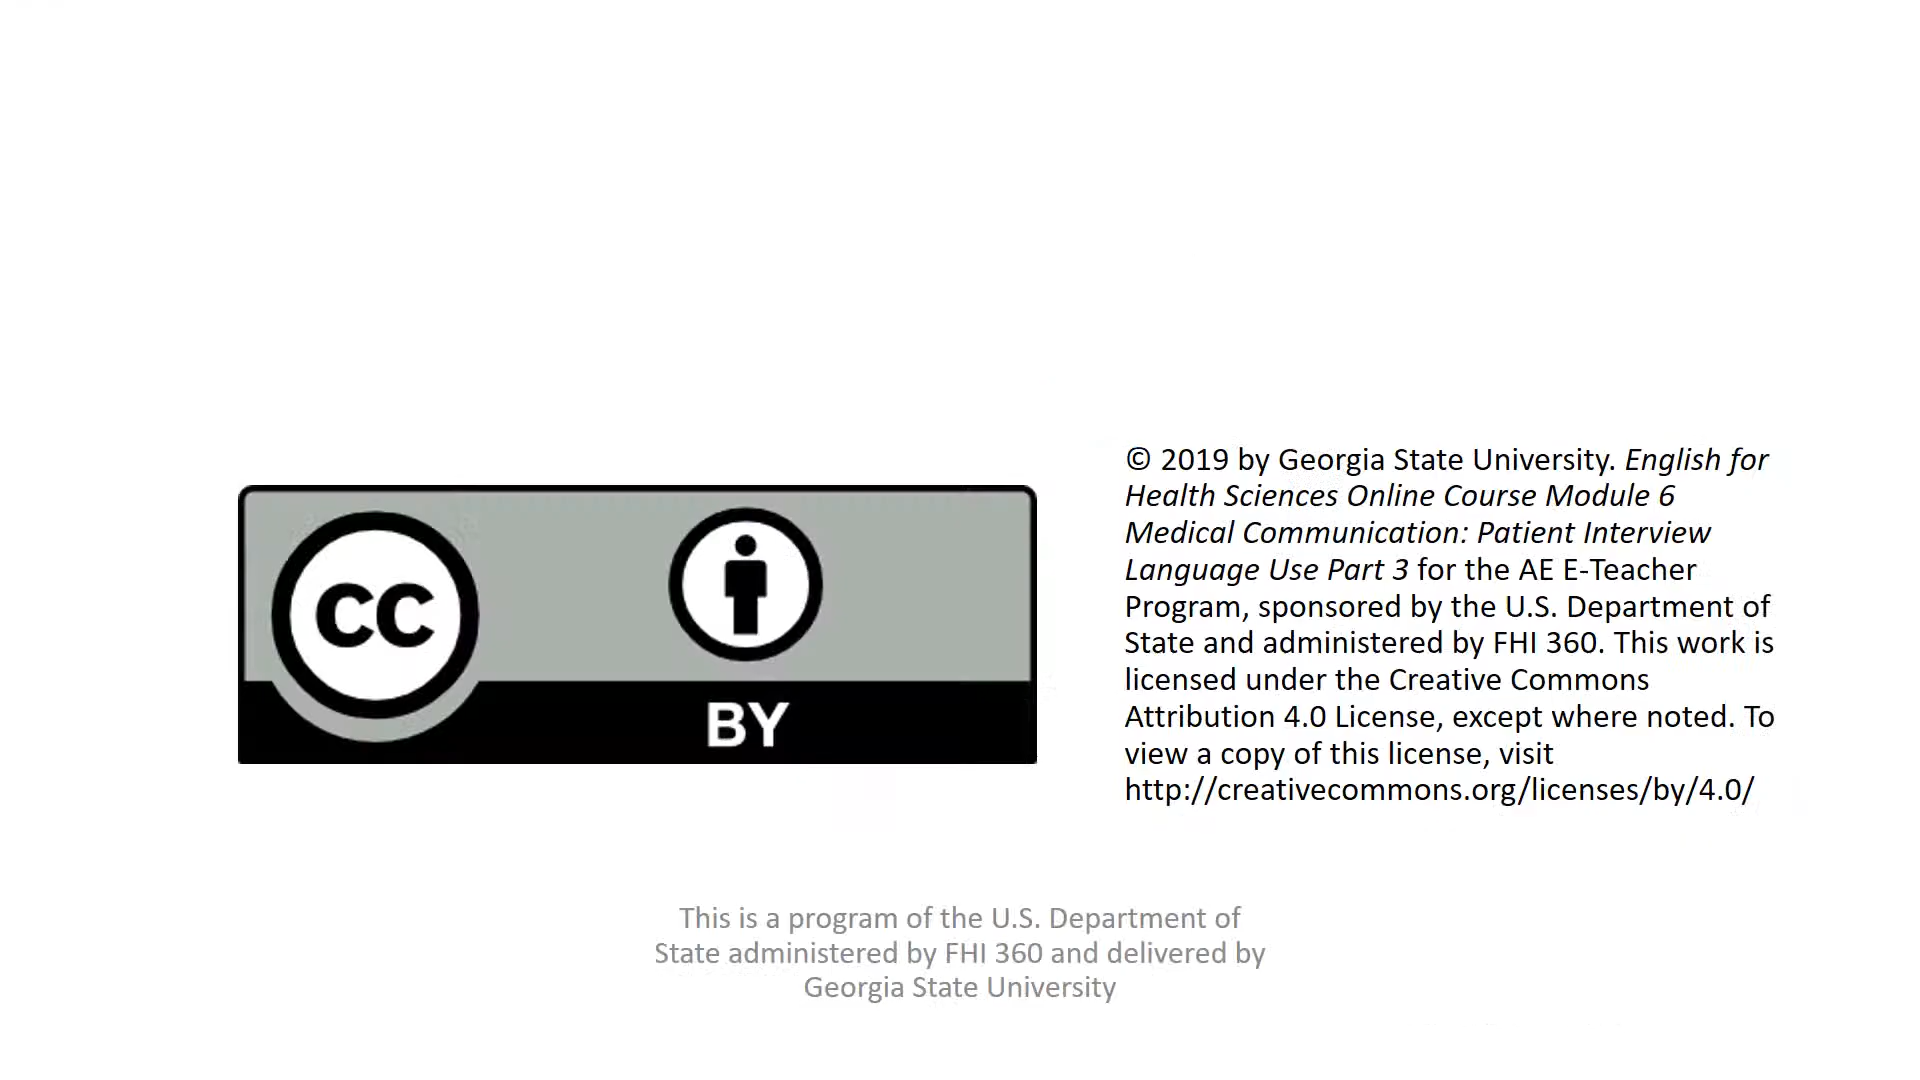 cc
BY
© 2019 by Georgia State University. English for
Health Sciences Online Course Module 6
Medical Communication: Patient Interview
Language Use Part 3 for the AE E-Teacher
Program, sponsored by the U.S. Department of
State and administered by FHI 360. This work is
licensed under the Creative Commons
Attribution 4.0 License, except where noted. To
view a copy of this license, visit
http://creativecommons.org/licenses/by/4.0/
This is a program of the U.S. Department of
State administered by FHI 360 and delivered by
Georgia State University